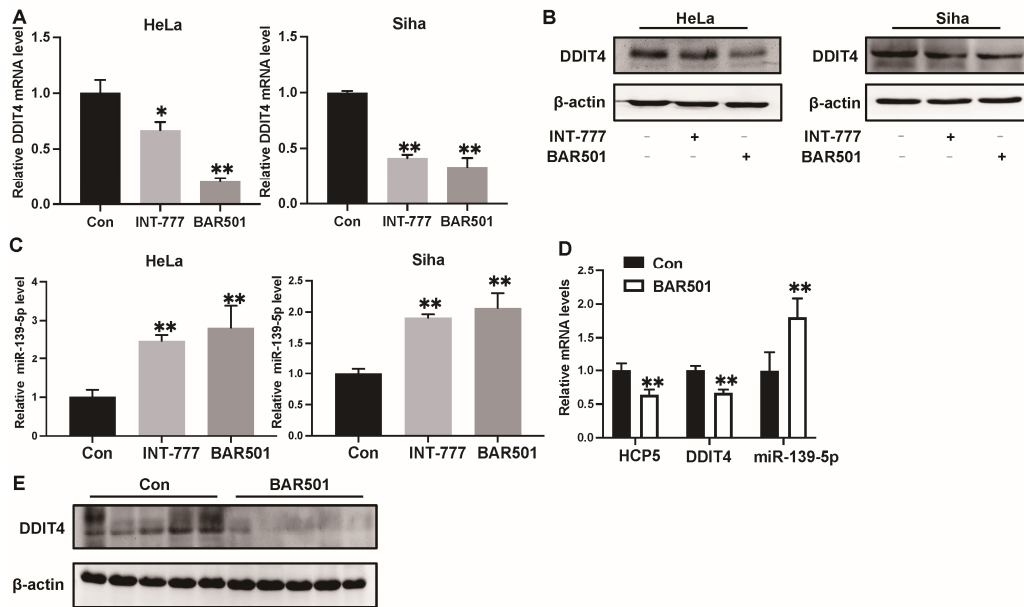 A
HeLa
Relative DDIT4 mRNA level
1.5
1.0
0.5
0.0
*
**
Con INT-777 BAR501
Siha
Relative DDIT4 mRNA level
1.5
1.0
0.5
0.0
** **
Con INT-777 BAR501
B
HeLa
DDIT4
β-actin
INT-777 - + -
BAR501 - - +
Siha
DDIT4
β-actin
INT-777 - + -
BAR501 - - +
C
HeLa
Relative miR-139-5p level
4
3
2
1
0
** **
Con INT-777 BAR501
Siha
Relative miR-139-5p level
2.5
2.0
1.5
1.0
0.5
0.0
** **
Con INT-777 BAR501
D
Con
BAR501
Relative mRNA levels
2.5
2.0
1.5
1.0
0.5
0.0
** ** **
HCP5 DDIT4 miR-139-5p
E
Con BAR501
DDIT4
β-actin